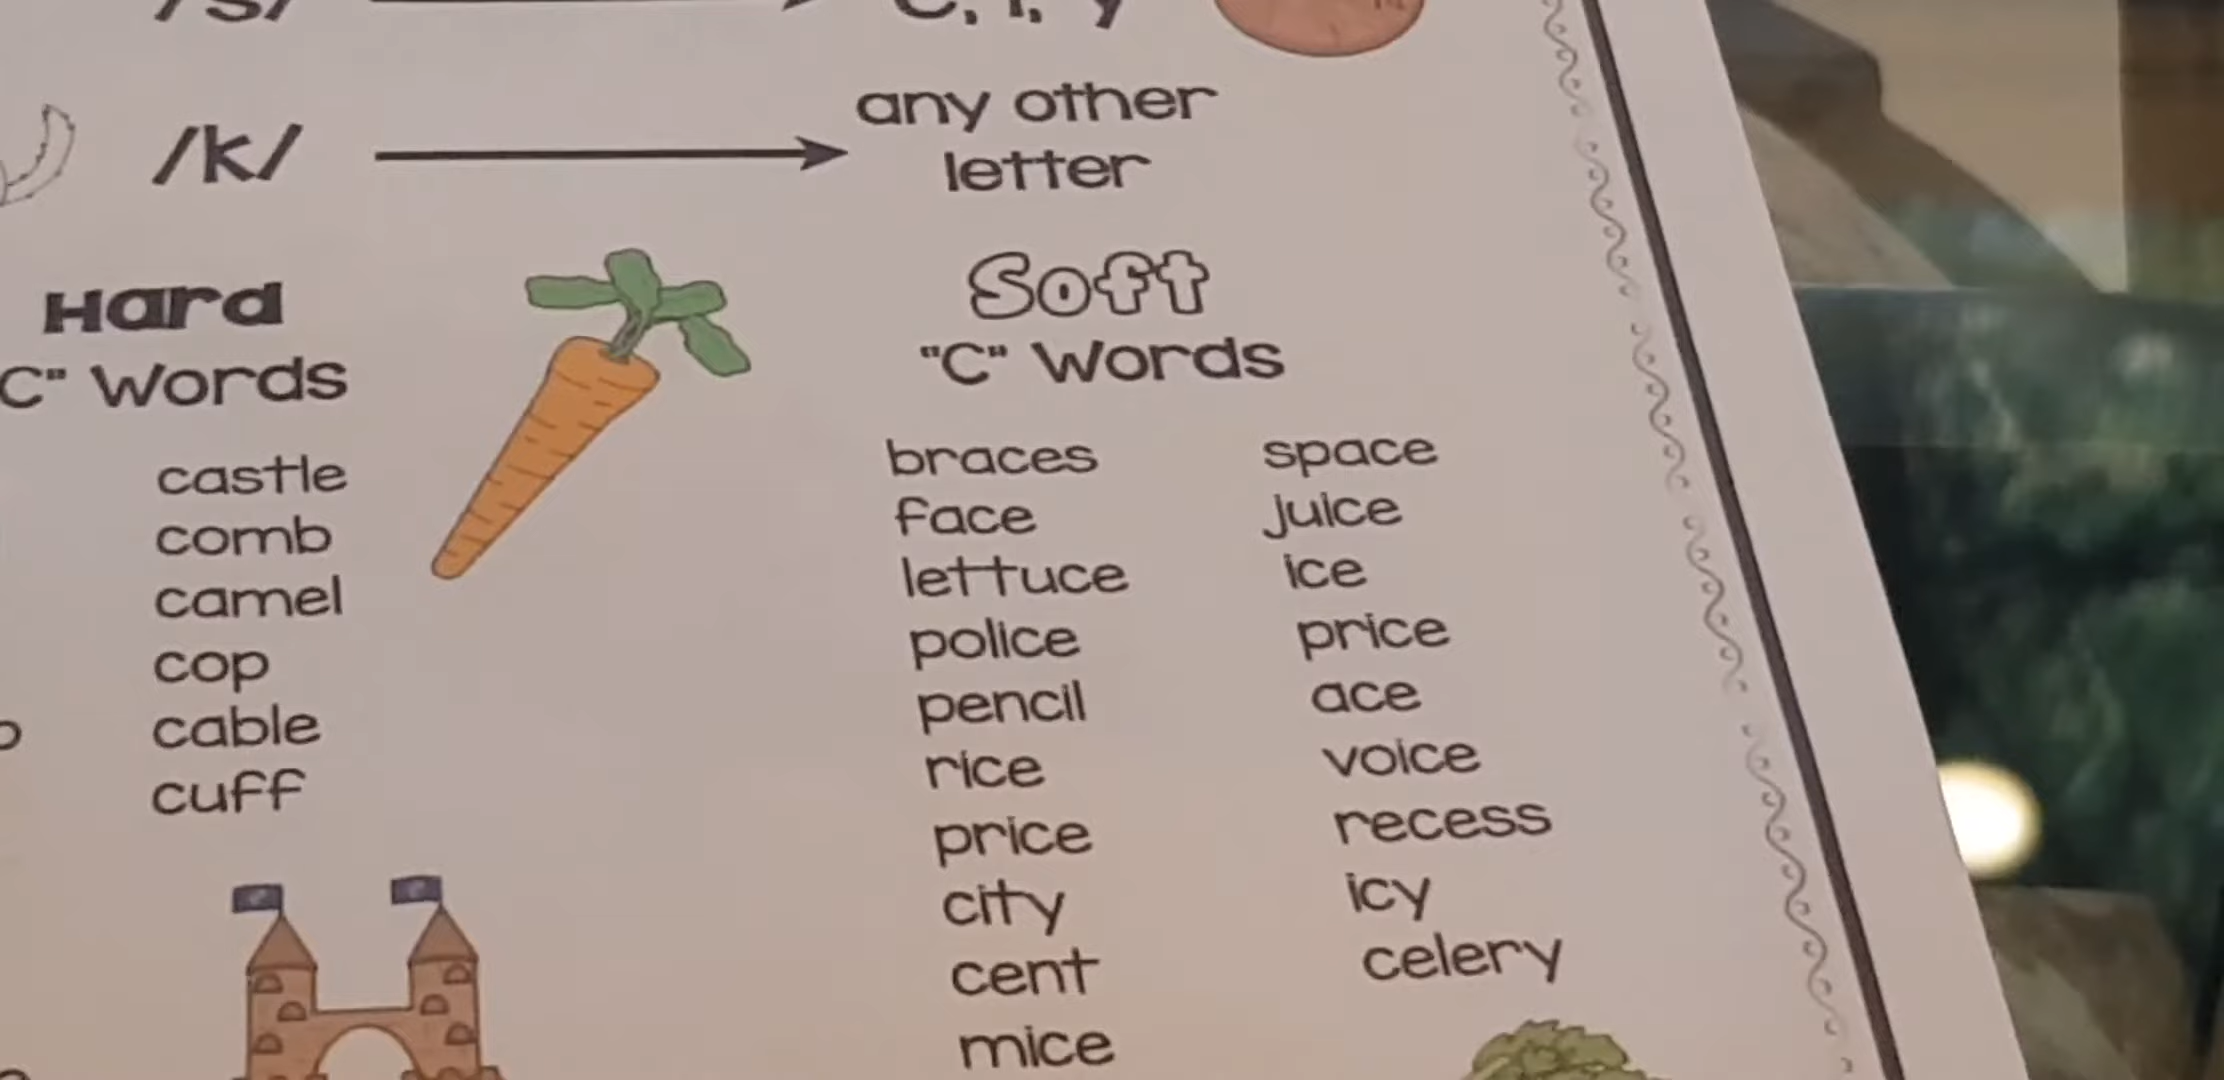 /s/
e, i, y
/k/
any other
letter
Hard
C" Words
castle
comb
camel
cop
cable
cuff
Soft
"C" Words
braces
face
lettuce
police
pencil
rice
price
city
cent
mice
space
juice
ice
price
ace
voice
recess
icy
celery